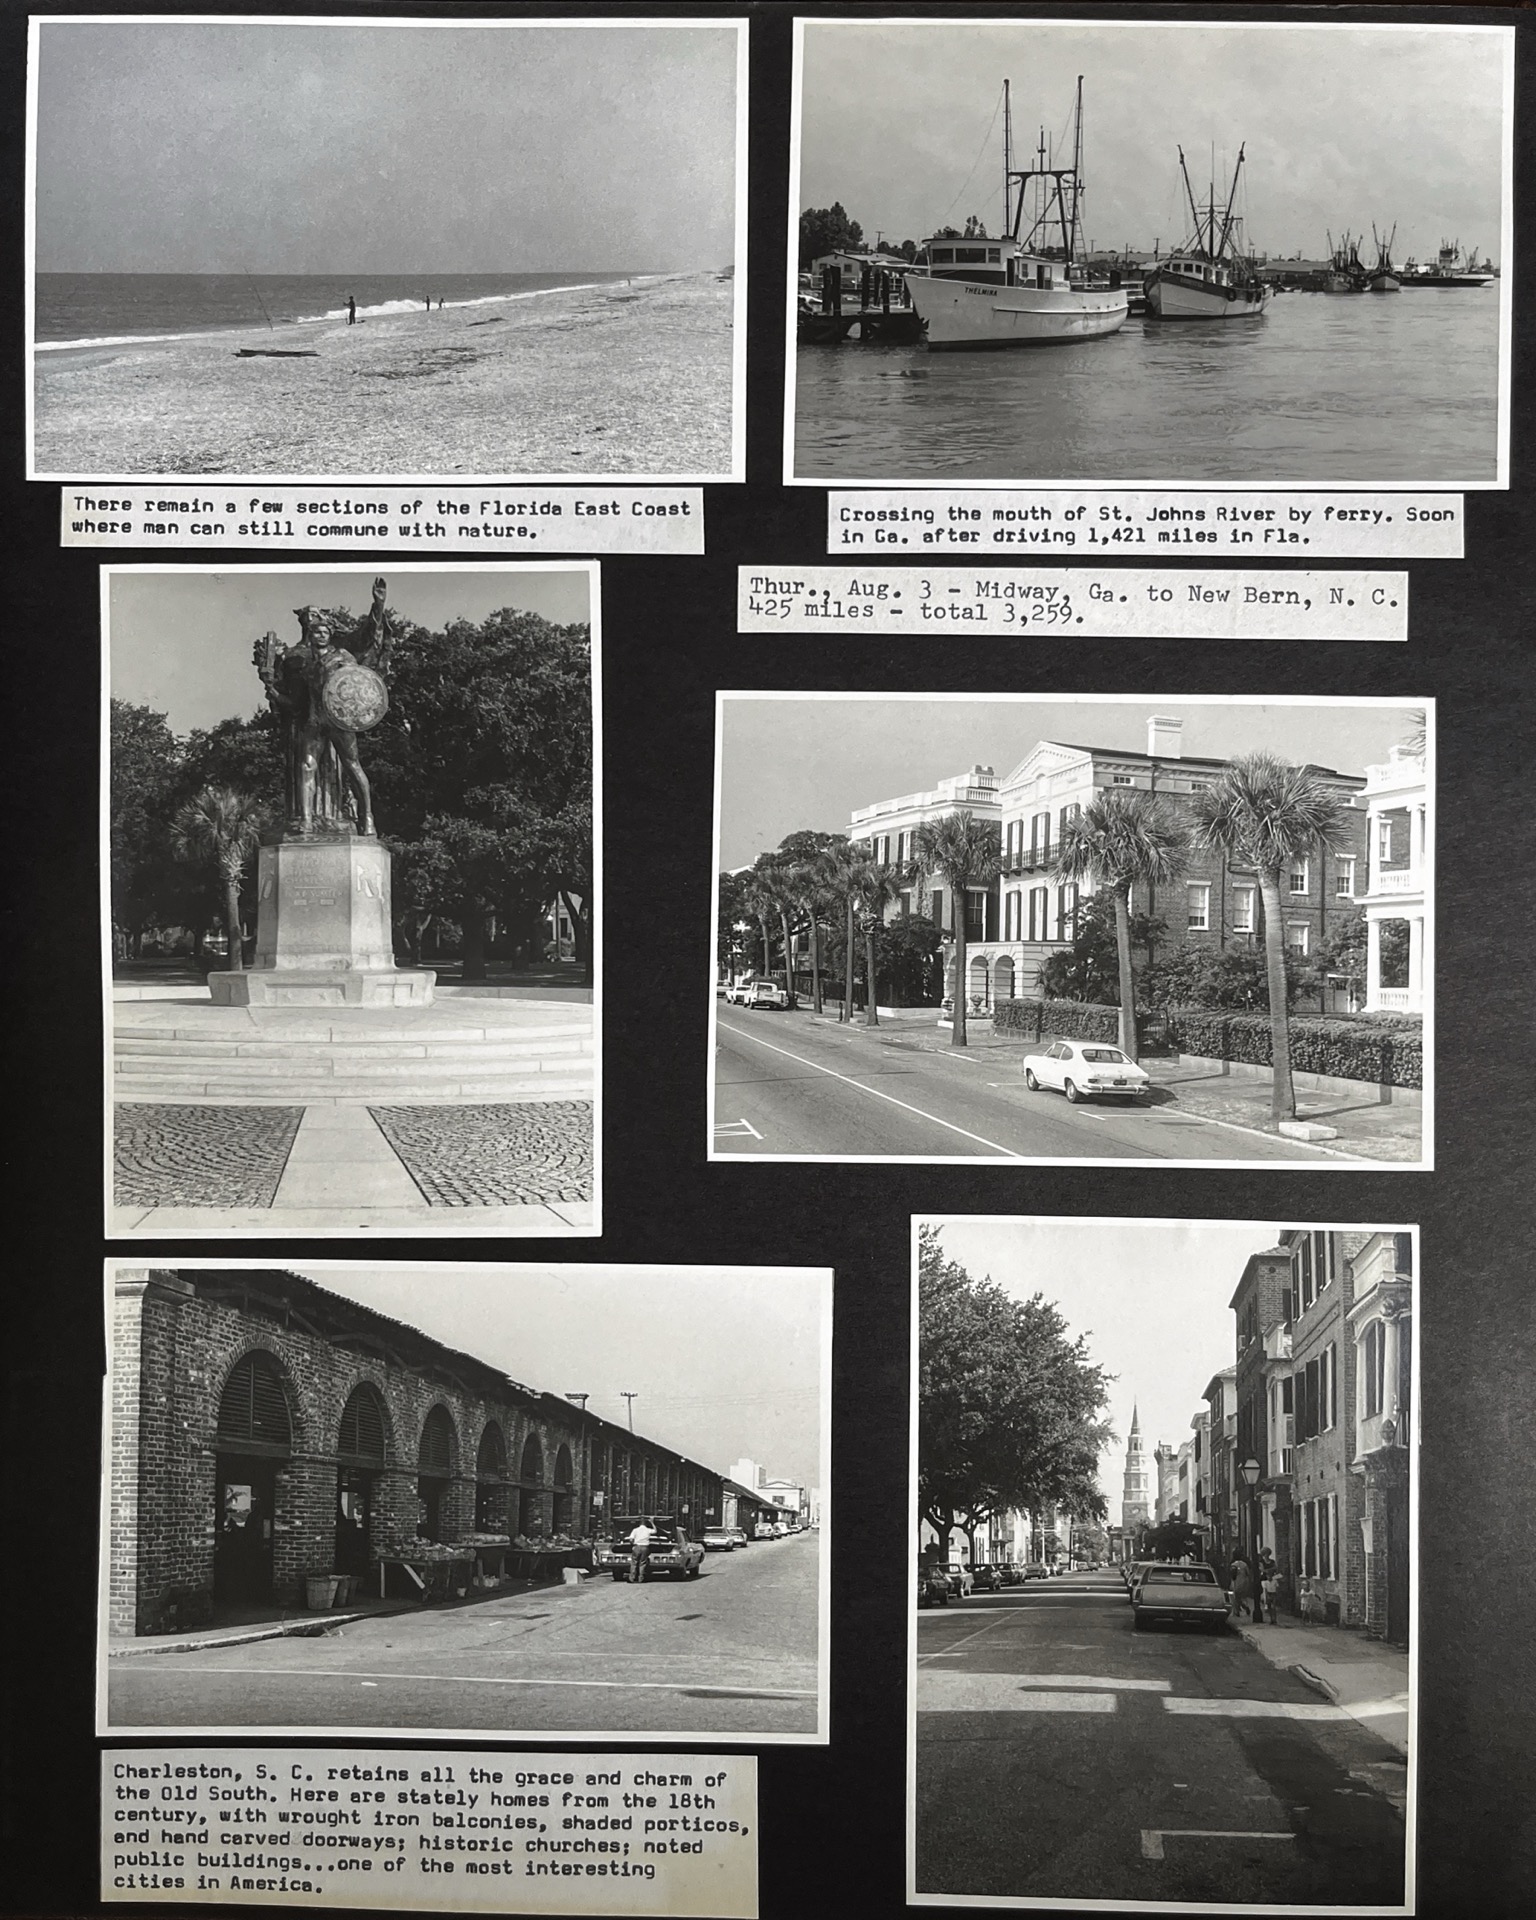 THELMINA
There remain a few sections of the Florida East Coast
where man can still commune with nature.
Crossing the mouth of St. Johns River by ferry. Soon
in Ga. after driving 1,421 miles in Fla.
Thur., Aug. 3 - Midway, Ga. to New Bern, N. C.
425 miles - total 3,259.
Charleston, S. C. retains all the grace and charm of
the Old South. Here are stately homes from the 18th
century, with wrought iron balconies, shaded porticos,
and hand carved doorways; historic churches; noted
public buildings...one of the most interesting
cities in America.